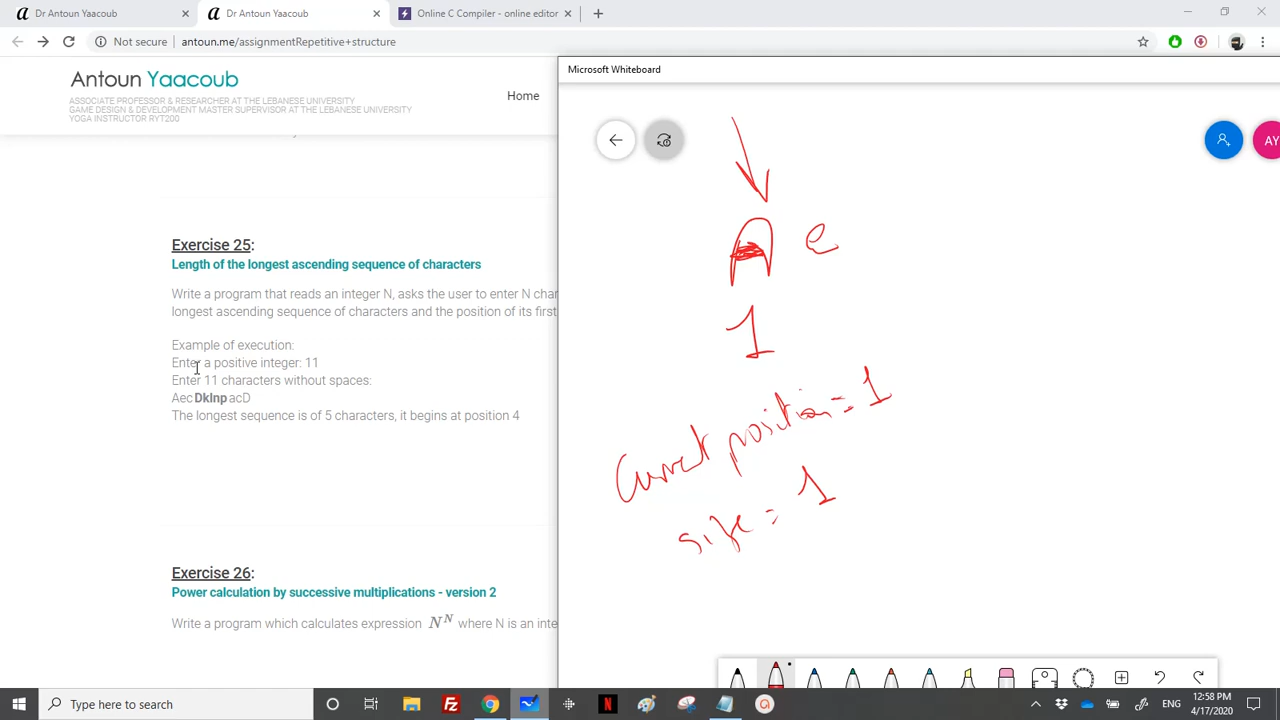 Dr Antoun Yaacoub
Dr Antoun Yaacoub
Online C Compiler - online editor
Not secure
antoun.me/assignmentRepetitive+structure
Antoun Yaacoub
ASSOCIATE PROFESSOR & RESEARCHER AT THE LEBANESE UNIVERSITY
GAME DESIGN & DEVELOPMENT MASTER SUPERVISOR AT THE LEBANESE UNIVERSITY
YOGA INSTRUCTOR RYT200
Home
Exercise 25:
Length of the longest ascending sequence of characters
Write a program that reads an integer N, asks the user to enter N char
longest ascending sequence of characters and the position of its first
Example of execution:
Enter a positive integer: 11
Enter 11 characters without spaces:
AecDklnpacD
The longest sequence is of 5 characters, it begins at position 4
Exercise 26:
Power calculation by successive multiplications - version 2
Write a program which calculates expression N^N where N is an inte
Microsoft Whiteboard
AY
A e
1
Current position = 1
size = 1
Type here to search
ENG
12:58 PM
4/17/2020